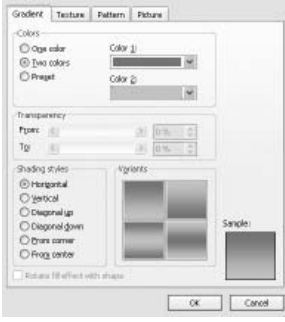 Gradient Texture Pattern Picture
Colors
One color Color 1:
Two colors
Preset Color 2:
Transparency
From: 0 %
To: 0 %
Shading styles Variants
Horizontal
Vertical
Diagonal up
Diagonal down Sample:
From corner
From center
Rotate fill effect with shape
OK Cancel